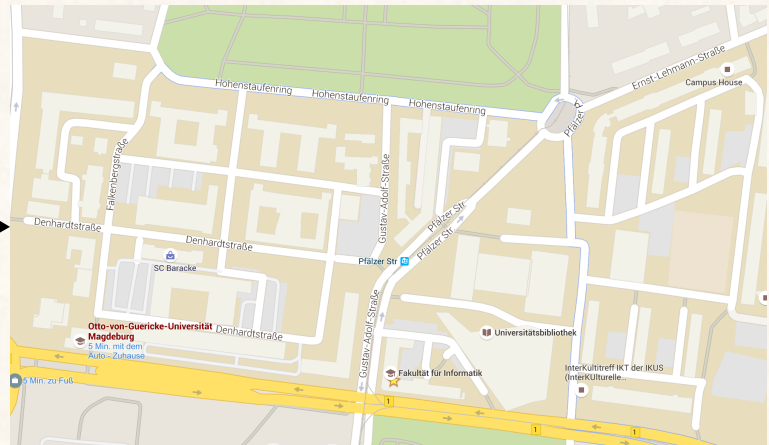 Ernst-Lehmann-Straße
Campus House
Hohenstaufenring
Hohenstaufenring
Hohenstaufenring
Pfälzer
Falkenbergstraße
Gustav-Adolf-Straße
Pfälzer Str.
Pfälzer Str.
Denhardtstraße
Denhardtstraße
SC Baracke
Pfälzer Str
Gustav-Adolf-Straße
Otto-von-Guericke-Universität
Magdeburg
5 Min. mit dem
Auto - Zuhause
Denhardtstraße
Universitätsbibliothek
Fakultät für Informatik
InterKultitreff IKT der IKUS
(InterKUlturelle...
5 Min. zu Fuß
1
1
1